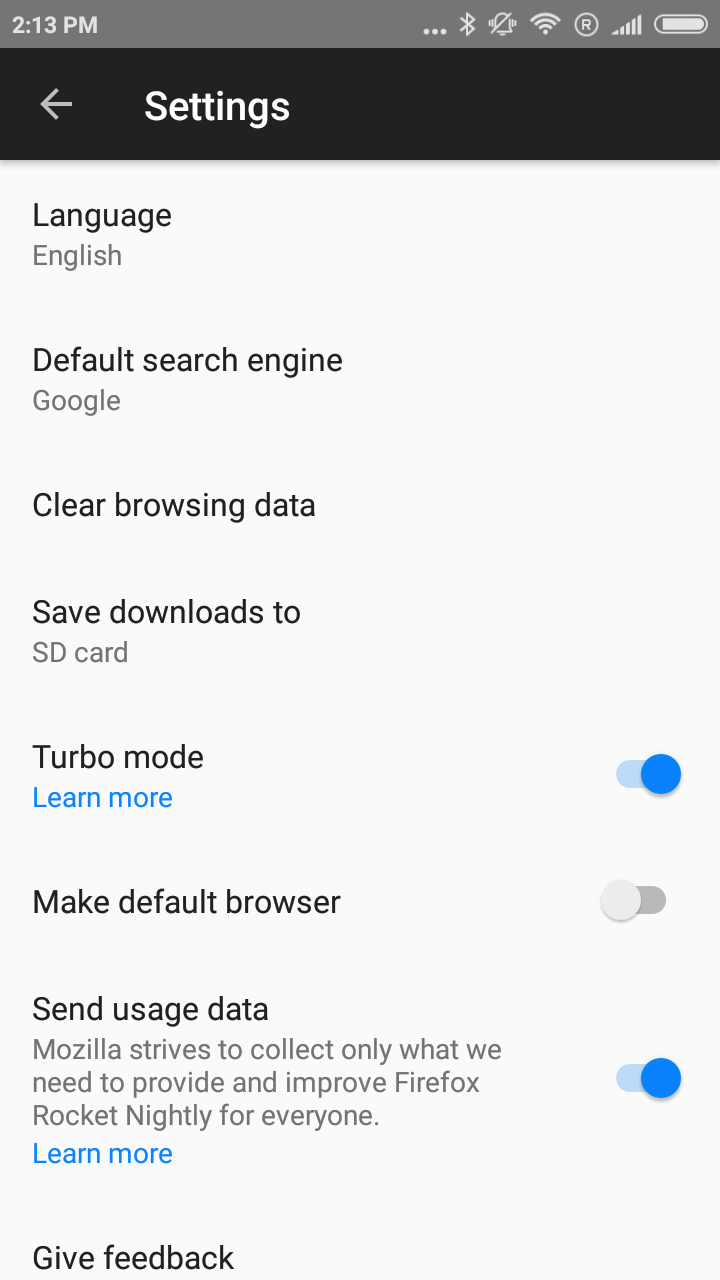 2:13 PM
R
Settings
Language
English
Default search engine
Google
Clear browsing data
Save downloads to
SD card
Turbo mode
Learn more
Make default browser
Send usage data
Mozilla strives to collect only what we
need to provide and improve Firefox
Rocket Nightly for everyone.
Learn more
Give feedback